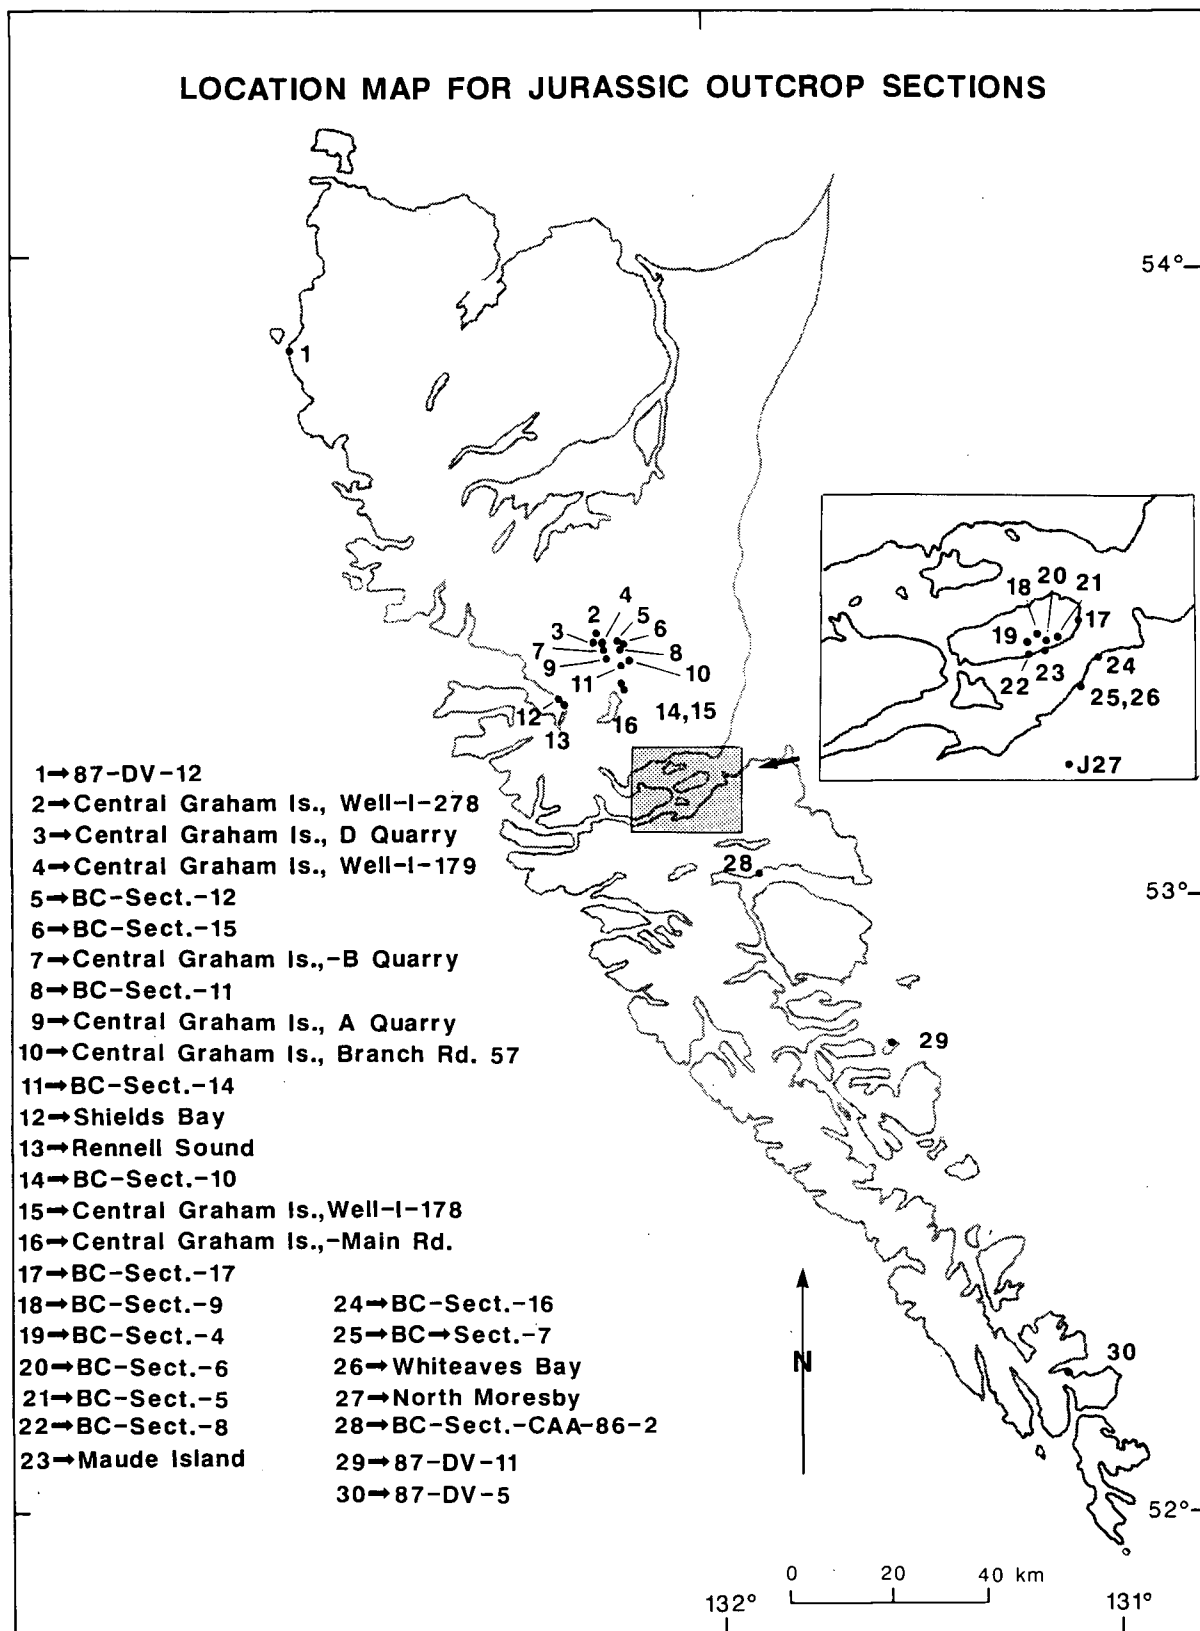 LOCATION MAP FOR JURASSIC OUTCROP SECTIONS
54°
1
4
2
5
3
6
7
8
9
10
11
12
13
16
14,15
20
18
21
19
17
22
23
24
25,26
J27
28
53°
29
30
1→87-DV-12
2→Central Graham Is., Well-I-278
3→Central Graham Is., D Quarry
4→Central Graham Is., Well-I-179
5→BC-Sect.-12
6→BC-Sect.-15
7→Central Graham Is.,-B Quarry
8→BC-Sect.-11
9→Central Graham Is., A Quarry
10→Central Graham Is., Branch Rd. 57
11→BC-Sect.-14
12→Shields Bay
13→Rennell Sound
14→BC-Sect.-10
15→Central Graham Is.,Well-I-178
16→Central Graham Is.,-Main Rd.
17→BC-Sect.-17
18→BC-Sect.-9
19→BC-Sect.-4
20→BC-Sect.-6
21→BC-Sect.-5
22→BC-Sect.-8
23→Maude Island
24→BC-Sect.-16
25→BC→Sect.-7
26→Whiteaves Bay
27→North Moresby
28→BC-Sect.-CAA-86-2
29→87-DV-11
30→87-DV-5
N
52°
0 20 40 km
132°
131°